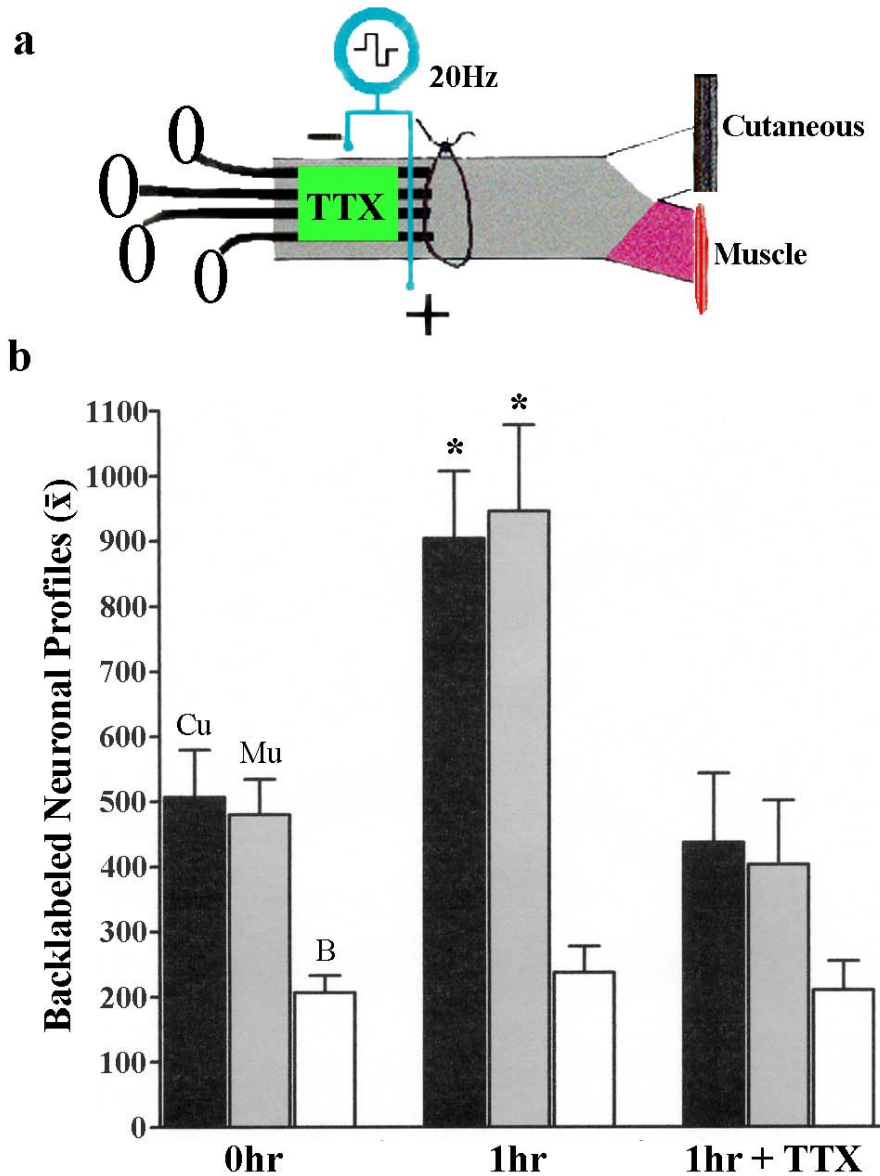 a
20Hz
−
Cutaneous
TTX
Muscle
+
b
Backlabeled Neuronal Profiles (x̄)
1100
1000
900
800
700
600
500
400
300
200
100
0
* *
Cu Mu B
0hr 1hr 1hr + TTX